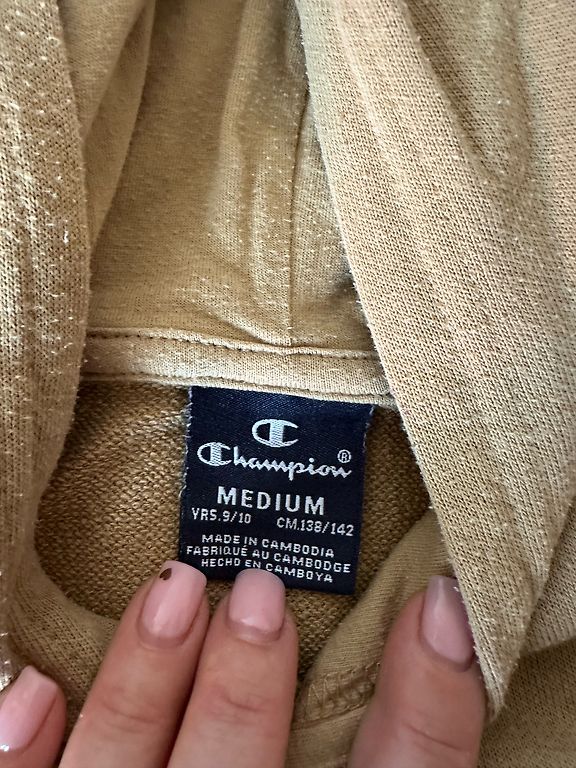 Champion®
MEDIUM
YRS.9/10 CM.138/142
MADE IN CAMBODIA
FABRIQUÉ AU CAMBODGE
HECHO EN CAMBOYA